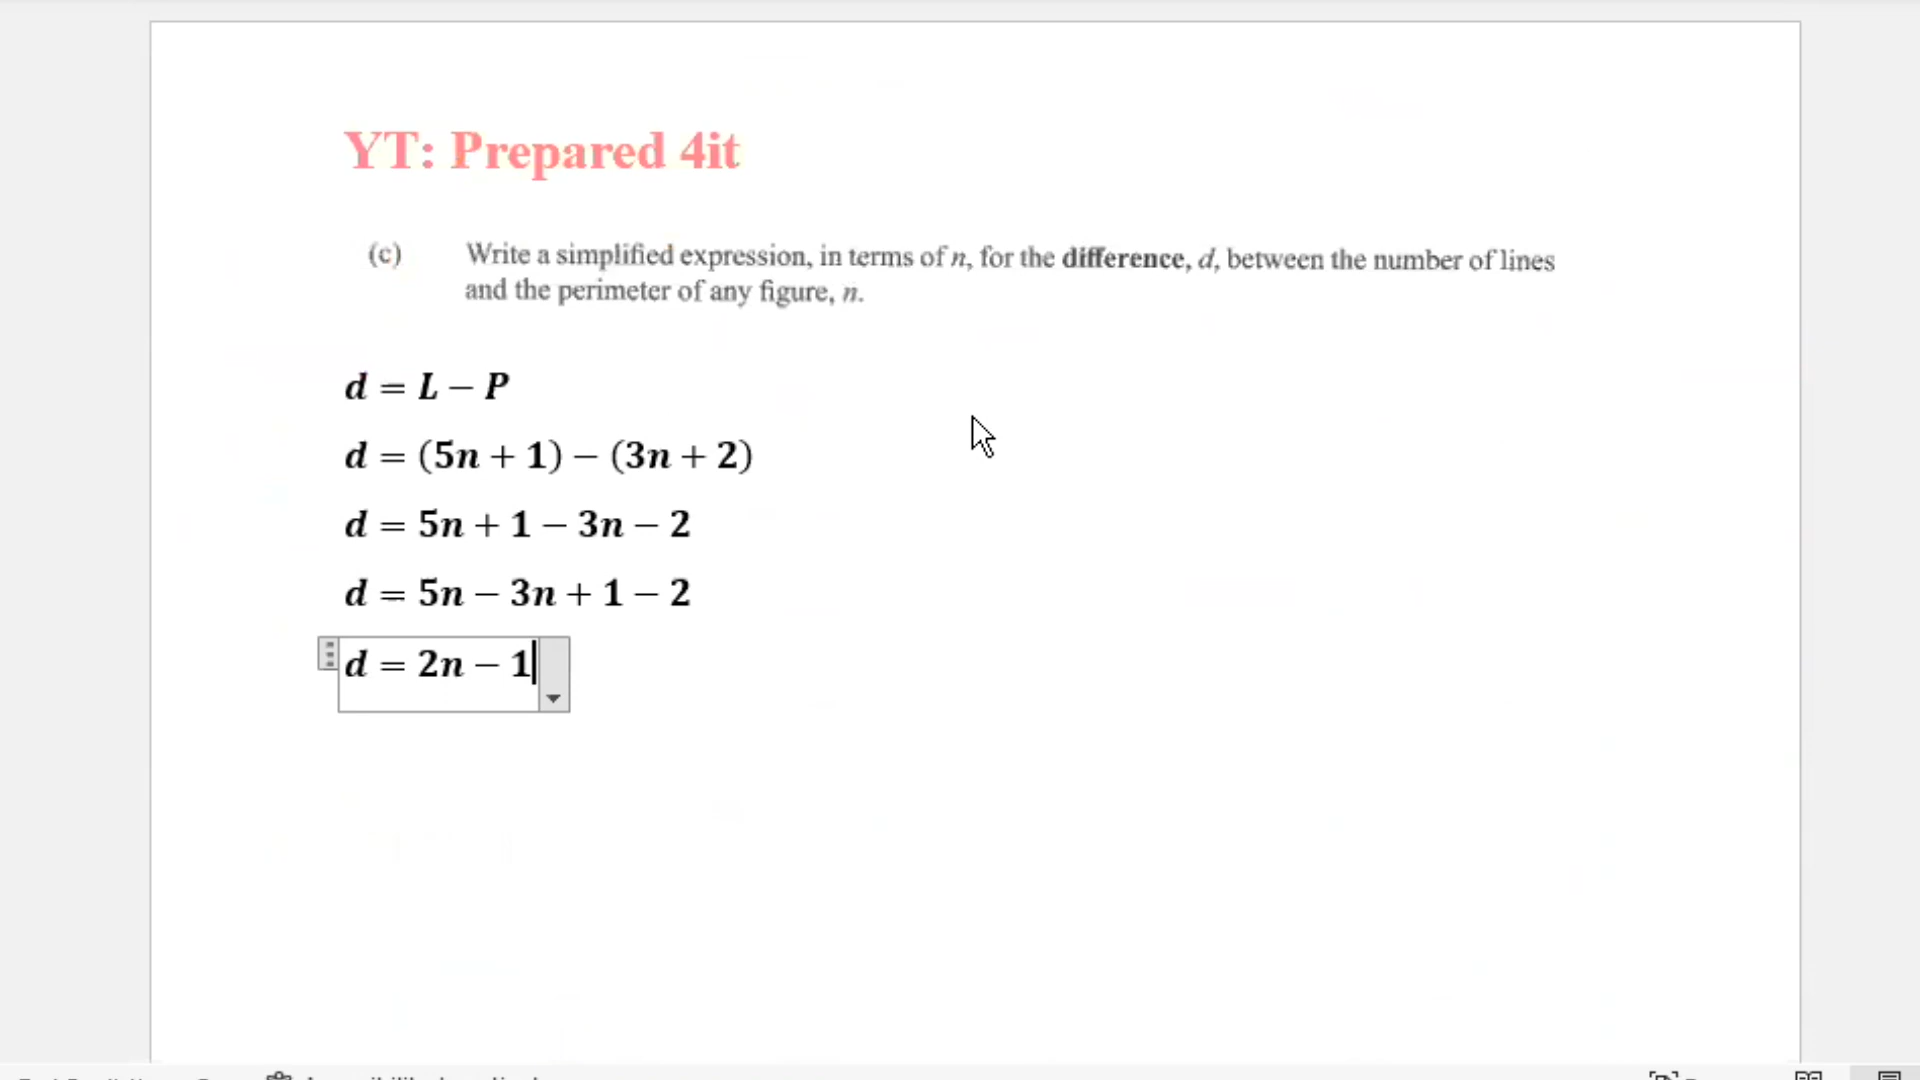 YT: Prepared 4it
(c) Write a simplified expression, in terms of n, for the difference, d, between the number of lines
and the perimeter of any figure, n.
d = L − P
d = (5n + 1) − (3n + 2)
d = 5n + 1 − 3n − 2
d = 5n − 3n + 1 − 2
d = 2n − 1